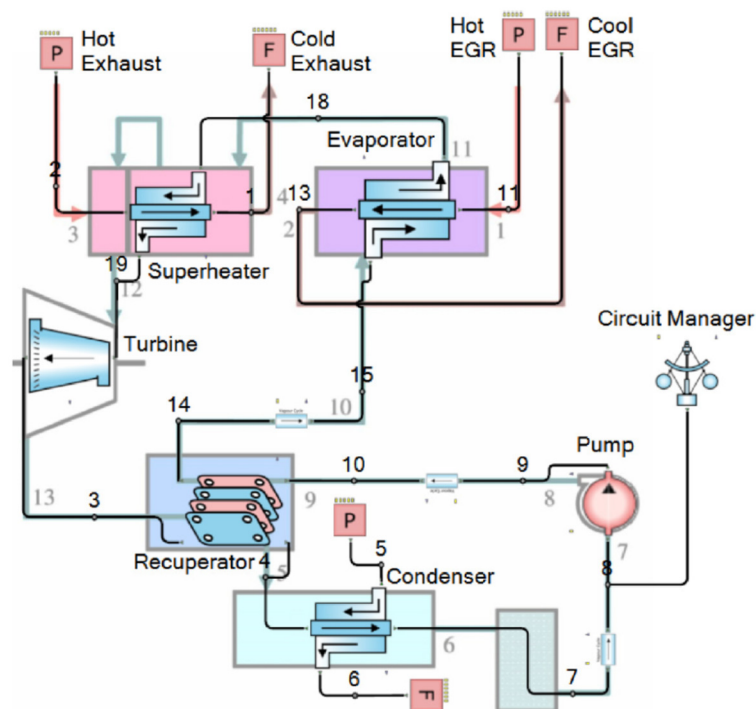 Hot
Exhaust
P
F
Cold
Exhaust
Hot
EGR
P
F
Cool
EGR
18
Evaporator
11
2
1
4
13
11
3
2
1
Superheater
19
12
Turbine
Circuit Manager
15
14
10
Pump
10
9
9
8
13
3
7
8
P
5
Recuperator
4
5
Condenser
6
7
6
F